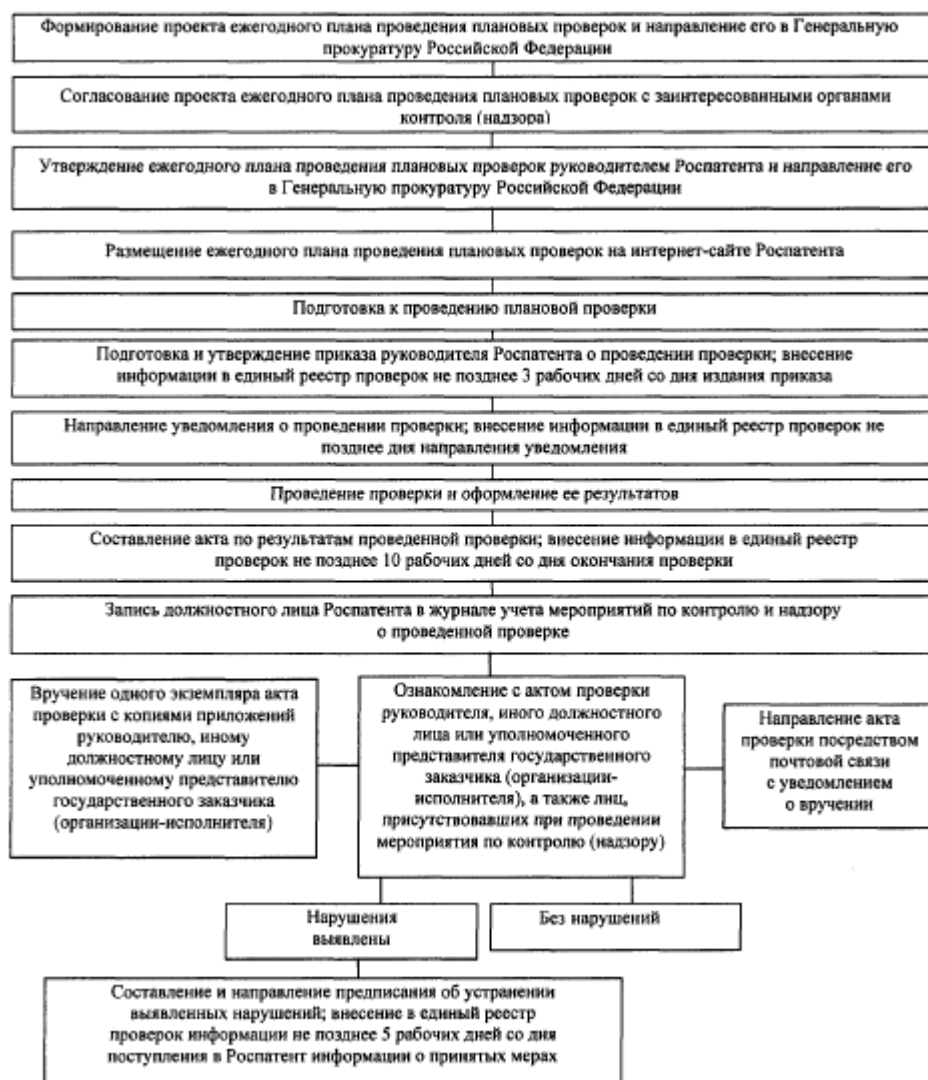 Формирование проекта ежегодного плана проведения плановых проверок и направление его в Генеральную
прокуратуру Российской Федерации
Согласование проекта ежегодного плана проведения плановых проверок с заинтересованными органами
контроля (надзора)
Утверждение ежегодного плана проведения плановых проверок руководителем Роспатента и направление его
в Генеральную прокуратуру Российской Федерации
Размещение ежегодного плана проведения плановых проверок на интернет-сайте Роспатента
Подготовка к проведению плановой проверки
Подготовка и утверждение приказа руководителя Роспатента о проведении проверки; внесение
информации в единый реестр проверок не позднее 3 рабочих дней со дня издания приказа
Направление уведомления о проведении проверки; внесение информации в единый реестр проверок не
позднее дня направления уведомления
Проведение проверки и оформление ее результатов
Составление акта по результатам проведенной проверки; внесение информации в единый реестр
проверок не позднее 10 рабочих дней со дня окончания проверки
Запись должностного лица Роспатента в журнале учета мероприятий по контролю и надзору
о проведенной проверке
Вручение одного экземпляра акта
проверки с копиями приложений
руководителю, иному
должностному лицу или
уполномоченному представителю
государственного заказчика
(организации-исполнителя)
Ознакомление с актом проверки
руководителя, иного должностного
лица или уполномоченного
представителя государственного
заказчика (организации-
исполнителя), а также лиц,
присутствовавших при проведении
мероприятия по контролю (надзору)
Направление акта
проверки посредством
почтовой связи
с уведомлением
о вручении
Нарушения
выявлены
Без нарушений
Составление и направление предписания об устранении
выявленных нарушений; внесение в единый реестр
проверок информации не позднее 5 рабочих дней со дня
поступления в Роспатент информации о принятых мерах